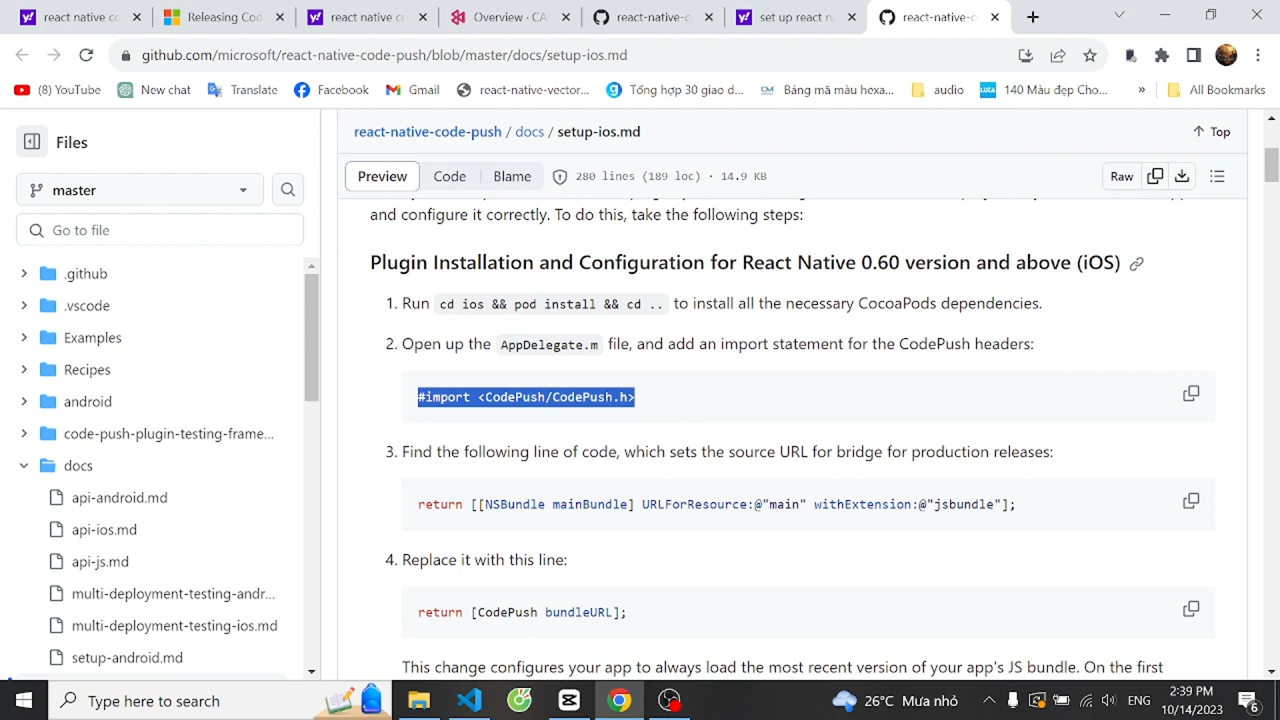 react native co
Releasing Cod
react native co
Overview · CA
react-native-c
set up react n
react-native-c
github.com/microsoft/react-native-code-push/blob/master/docs/setup-ios.md
(8) YouTube
New chat
Translate
Facebook
Gmail
react-native-vector...
Tổng hợp 30 giao d...
Bảng mã màu hexa...
audio
140 Màu đẹp Cho...
»
All Bookmarks
Files
master
Go to file
.github
.vscode
Examples
Recipes
android
code-push-plugin-testing-frame...
docs
api-android.md
api-ios.md
api-js.md
multi-deployment-testing-andr...
multi-deployment-testing-ios.md
setup-android.md
react-native-code-push / docs / setup-ios.md
Top
Preview Code Blame 280 lines (189 loc) · 14.9 KB
Raw
and configure it correctly. To do this, take the following steps:
Plugin Installation and Configuration for React Native 0.60 version and above (iOS)
1. Run cd ios && pod install && cd .. to install all the necessary CocoaPods dependencies.
2. Open up the AppDelegate.m file, and add an import statement for the CodePush headers:
#import <CodePush/CodePush.h>
3. Find the following line of code, which sets the source URL for bridge for production releases:
return [[NSBundle mainBundle] URLForResource:@"main" withExtension:@"jsbundle"];
4. Replace it with this line:
return [CodePush bundleURL];
This change configures your app to always load the most recent version of your app's JS bundle. On the first
Type here to search
26°C Mưa nhỏ
ENG
2:39 PM
10/14/2023
6